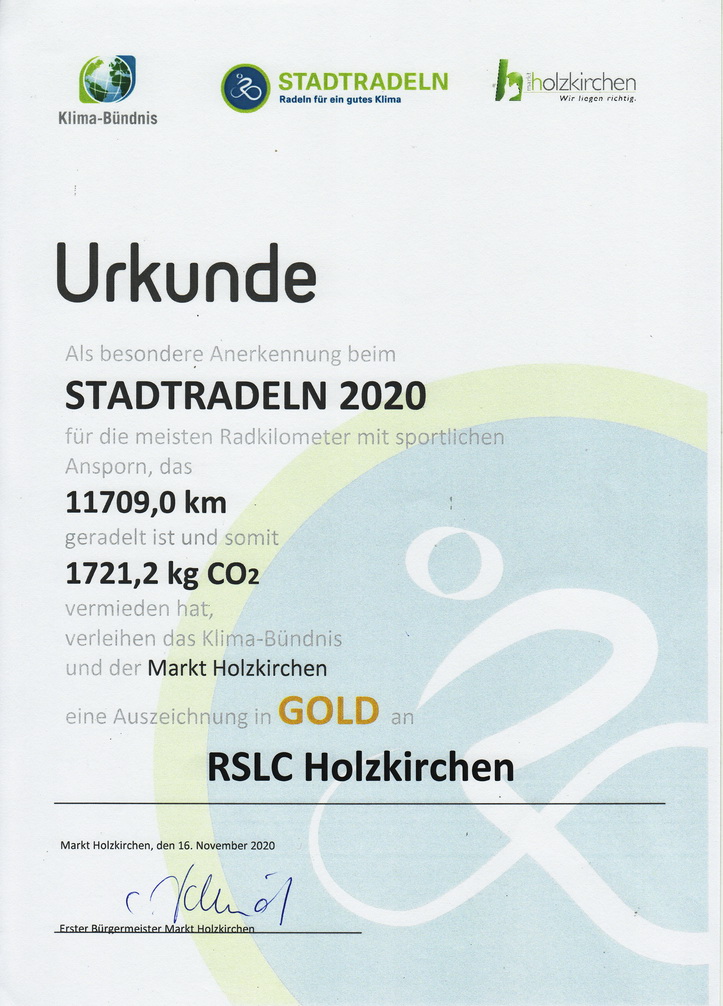 Klima-Bündnis
STADTRADELN
Radeln für ein gutes Klima
markt
holzkirchen
Wir liegen richtig.
Urkunde
Als besondere Anerkennung beim
STADTRADELN 2020
für die meisten Radkilometer mit sportlichen
Ansporn, das
11709,0 km
geradelt ist und somit
1721,2 kg CO2
vermieden hat,
verleihen das Klima-Bündnis
und der Markt Holzkirchen
eine Auszeichnung in GOLD an
RSLC Holzkirchen
Markt Holzkirchen, den 16. November 2020
Erster Bürgermeister Markt Holzkirchen